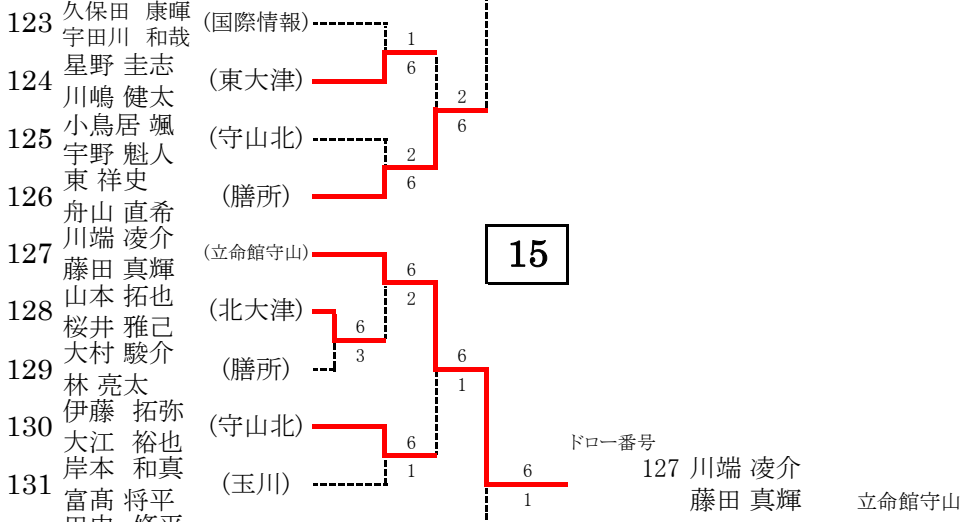 久保田 康暉
123 (国際情報)
宇田川 和哉
1
6
星野 圭志
124 (東大津)
川嶋 健太
2
6
小鳥居 颯
125 (守山北)
宇野 魁人
2
6
東 祥史
126 (膳所)
舟山 直希
川端 凌介
127 (立命館守山)
藤田 真輝
15
6
2
山本 拓也
128 (北大津)
桜井 雅己
6
3
大村 駿介
129 (膳所)
林 亮太
6
1
伊藤 拓弥
130 (守山北)
大江 裕也
6
1
岸本 和真
131 (玉川)
富髙 将平
ドロー番号
6
1
127 川端 凌介
藤田 真輝 立命館守山